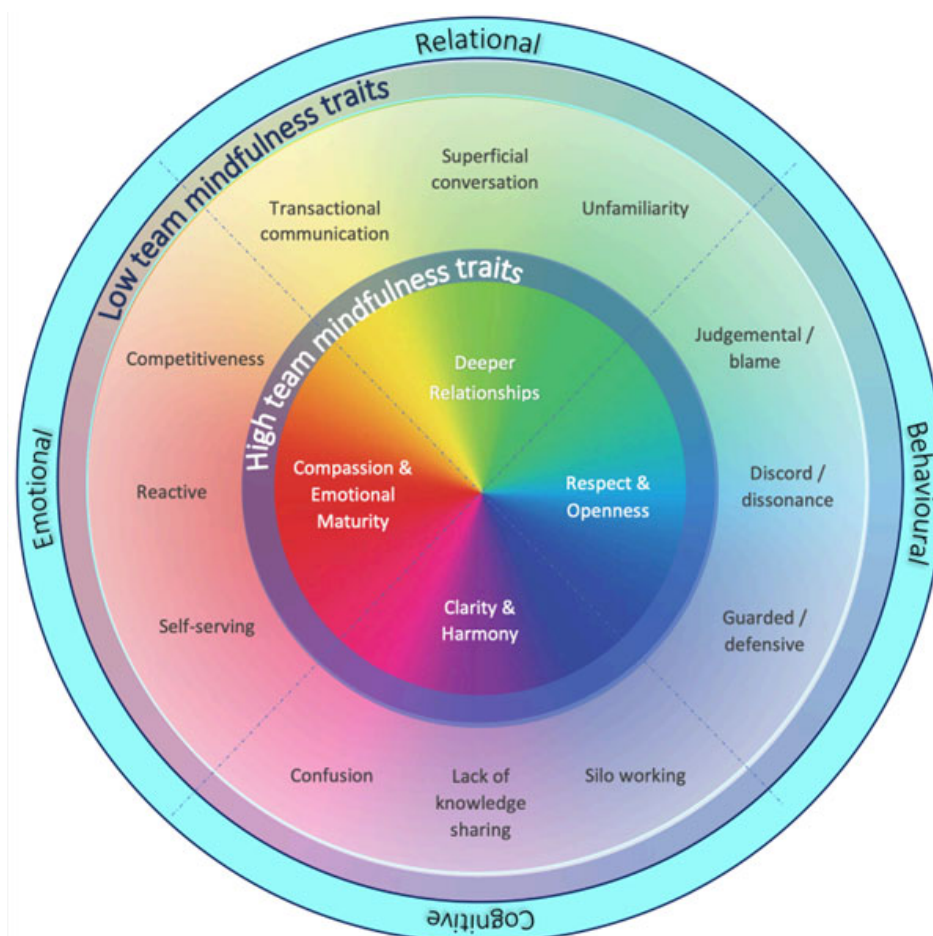 Relational
Low team mindfulness traits
Superficial
conversation
Transactional
communication
Unfamiliarity
High team mindfulness traits
Competitiveness
Judgemental /
blame
Deeper
Relationships
Emotional
Reactive
Compassion &
Emotional
Maturity
Respect &
Openness
Discord /
dissonance
Behavioural
Self-serving
Clarity &
Harmony
Guarded /
defensive
Confusion
Lack of
knowledge
sharing
Silo working
Cognitive